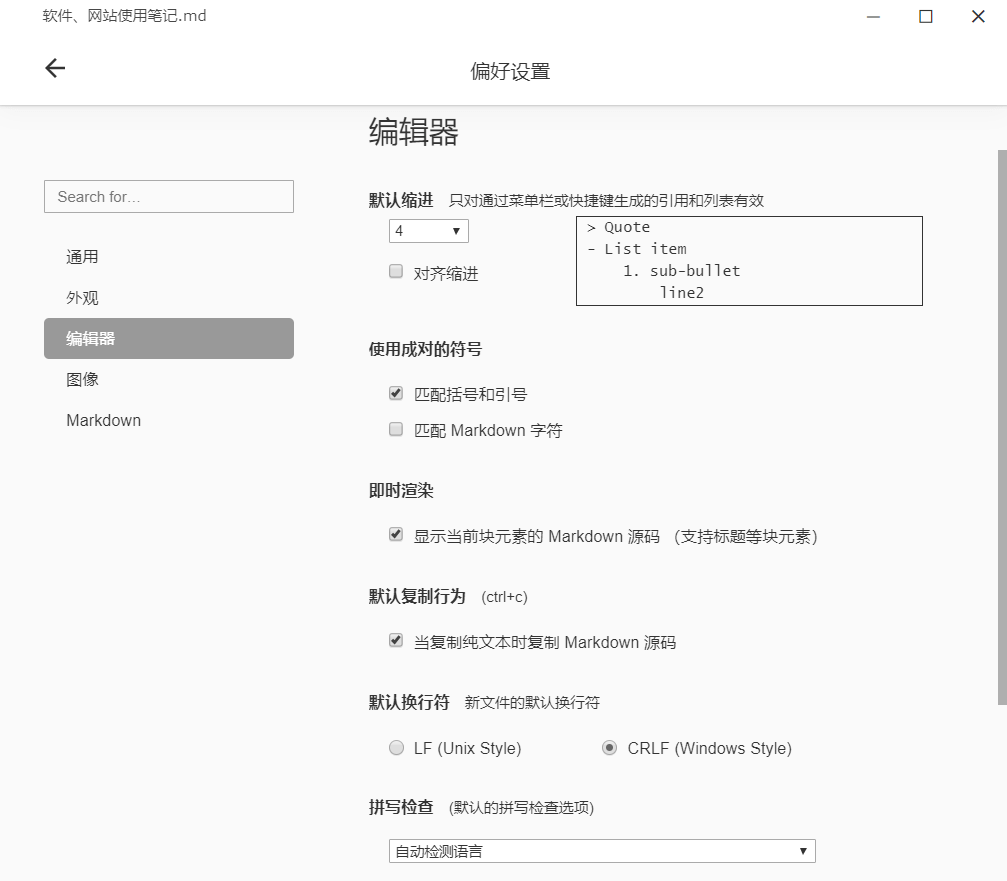 软件、网站使用笔记.md
偏好设置
编辑器
Search for…
通用
外观
编辑器
图像
Markdown
默认缩进 只对通过菜单栏或快捷键生成的引用和列表有效
4
对齐缩进
> Quote
- List item
1. sub-bullet
line2
使用成对的符号
匹配括号和引号
匹配 Markdown 字符
即时渲染
显示当前块元素的 Markdown 源码 （支持标题等块元素）
默认复制行为 (ctrl+c)
当复制纯文本时复制 Markdown 源码
默认换行符 新文件的默认换行符
LF (Unix Style) CRLF (Windows Style)
拼写检查 (默认的拼写检查选项)
自动检测语言